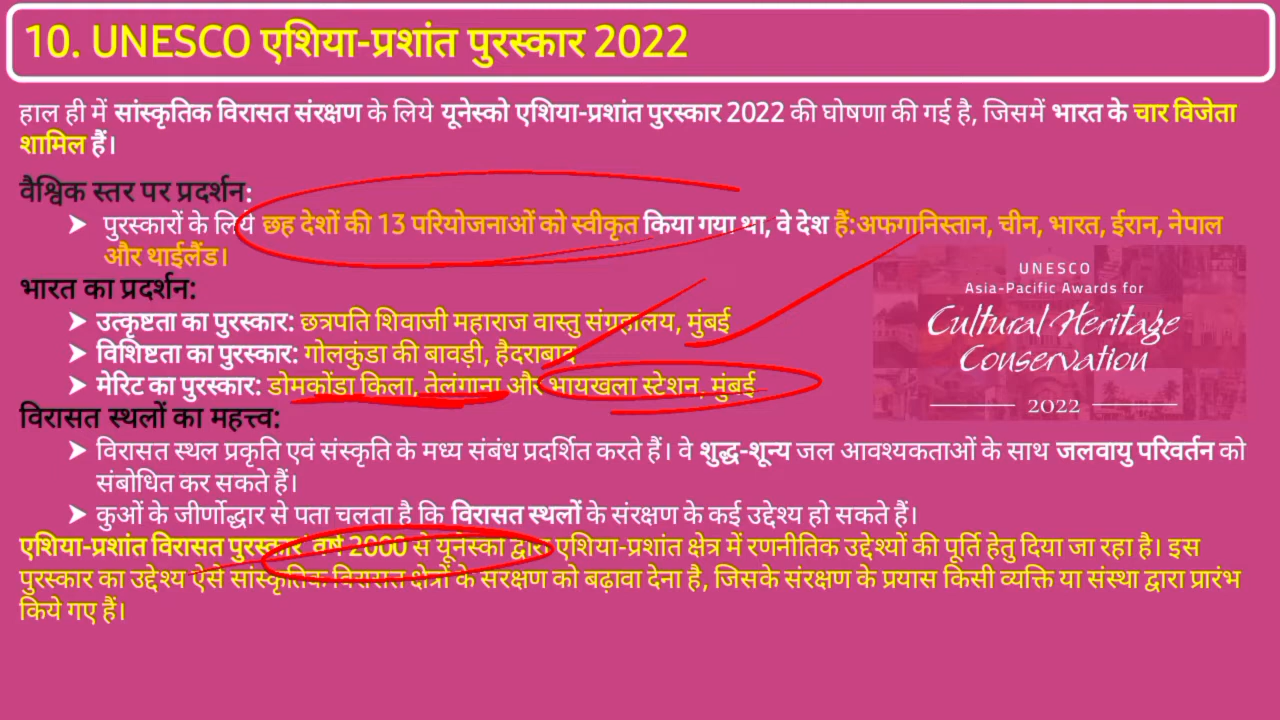 10. UNESCO एशिया-प्रशांत पुरस्कार 2022
हाल ही में सांस्कृतिक विरासत संरक्षण के लिये यूनेस्को एशिया-प्रशांत पुरस्कार 2022 की घोषणा की गई है, जिसमें भारत के चार विजेता
शामिल हैं।
वैश्विक स्तर पर प्रदर्शन:
➤ पुरस्कारों के लिये छह देशों की 13 परियोजनाओं को स्वीकृत किया गया था, वे देश हैं:अफगानिस्तान, चीन, भारत, ईरान, नेपाल
और थाईलैंड।
भारत का प्रदर्शन:
➤ उत्कृष्टता का पुरस्कार: छत्रपति शिवाजी महाराज वास्तु संग्रहालय, मुंबई
➤ विशिष्टता का पुरस्कार: गोलकुंडा की बावड़ी, हैदराबाद
➤ मेरिट का पुरस्कार: डोमकोंडा किला, तेलंगाना और भायखला स्टेशन, मुंबई
विरासत स्थलों का महत्त्व:
➤ विरासत स्थल प्रकृति एवं संस्कृति के मध्य संबंध प्रदर्शित करते हैं। वे शुद्ध-शून्य जल आवश्यकताओं के साथ जलवायु परिवर्तन को
संबोधित कर सकते हैं।
➤ कुओं के जीर्णोद्धार से पता चलता है कि विरासत स्थलों के संरक्षण के कई उद्देश्य हो सकते हैं।
एशिया-प्रशांत विरासत पुरस्कार वर्ष 2000 से यूनेस्को द्वारा एशिया-प्रशांत क्षेत्र में रणनीतिक उद्देश्यों की पूर्ति हेतु दिया जा रहा है। इस
पुरस्कार का उद्देश्य ऐसे सांस्कृतिक विरासत क्षेत्रों के संरक्षण को बढ़ावा देना है, जिसके संरक्षण के प्रयास किसी व्यक्ति या संस्था द्वारा प्रारंभ
किये गए हैं।
UNESCO
Asia-Pacific Awards for
Cultural Heritage
Conservation
2022